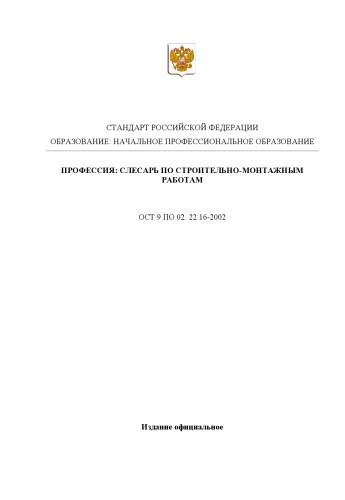 СТАНДАРТ РОССИЙСКОЙ ФЕДЕРАЦИИ
ОБРАЗОВАНИЕ: НАЧАЛЬНОЕ ПРОФЕССИОНАЛЬНОЕ ОБРАЗОВАНИЕ
ПРОФЕССИЯ: СЛЕСАРЬ ПО СТРОИТЕЛЬНО-МОНТАЖНЫМ
РАБОТАМ
ОСТ 9 ПО 02. 22.16-2002
Издание официальное